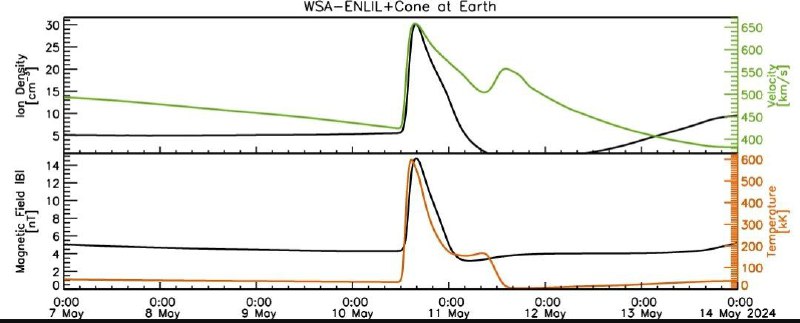 WSA-ENLIL+Cone at Earth
Ion Density
[cm⁻³]
30
25
20
15
10
5
Velocity
[km/s]
650
600
550
500
450
400
Magnetic Field |B|
[nT]
14
12
10
8
6
4
2
0
Temperature
[kK]
600
500
400
300
200
100
0
0:00 0:00 0:00 0:00 0:00 0:00 0:00 0:00
7 May 8 May 9 May 10 May 11 May 12 May 13 May 14 May 2024